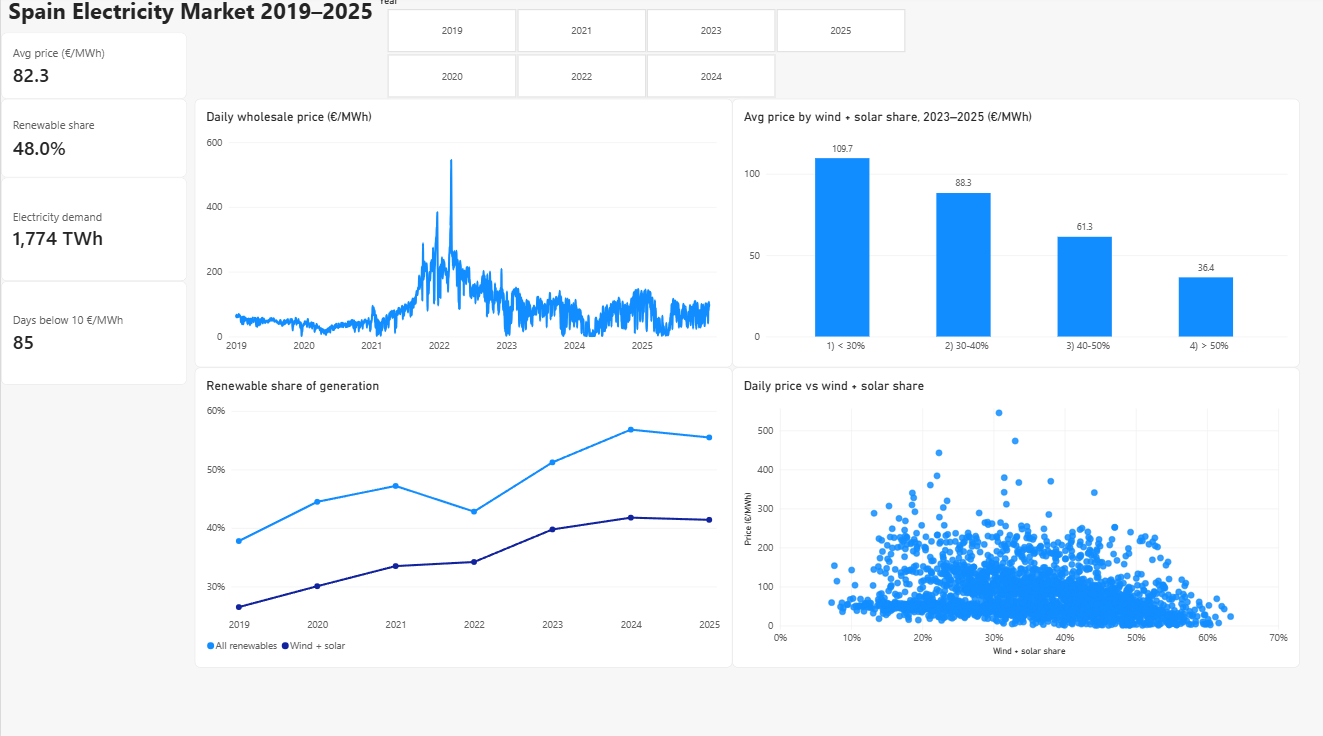 Spain Electricity Market 2019–2025
Year
2019
2021
2023
2025
2020
2022
2024
Avg price (€/MWh)
82.3
Renewable share
48.0%
Electricity demand
1,774 TWh
Days below 10 €/MWh
85
Daily wholesale price (€/MWh)
600
400
200
0
2019 2020 2021 2022 2023 2024 2025
Avg price by wind + solar share, 2023–2025 (€/MWh)
100
50
0
109.7
88.3
61.3
36.4
1) < 30% 2) 30-40% 3) 40-50% 4) > 50%
Renewable share of generation
60%
50%
40%
30%
2019 2020 2021 2022 2023 2024 2025
All renewables Wind + solar
Daily price vs wind + solar share
Price (€/MWh)
500
400
300
200
100
0
0% 10% 20% 30% 40% 50% 60% 70%
Wind + solar share